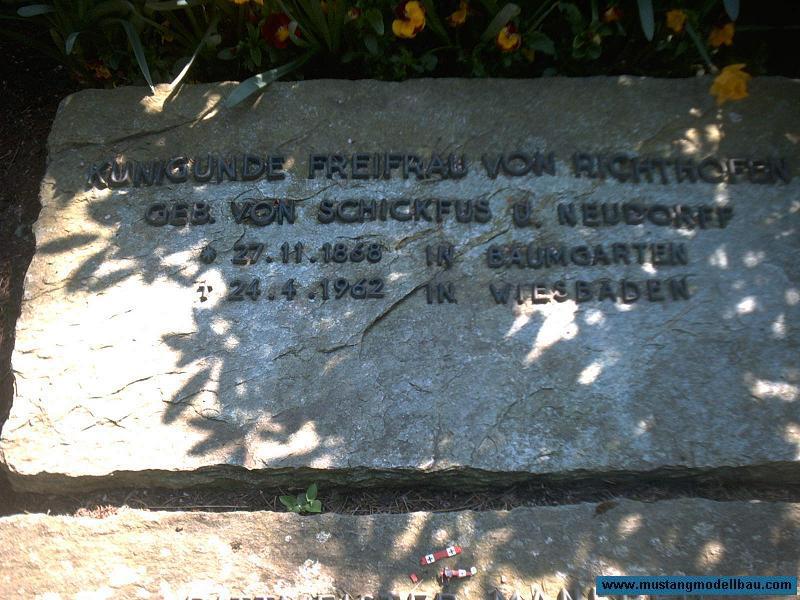 KUNIGUNDE FREIFRAU VON RICHTHOFEN
GEB. VON SCHICKFUS U. NEUDORFF
* 27.11.1868 IN BAUMGARTEN
† 24.4.1962 IN WIESBADEN
www.mustangmodellbau.com